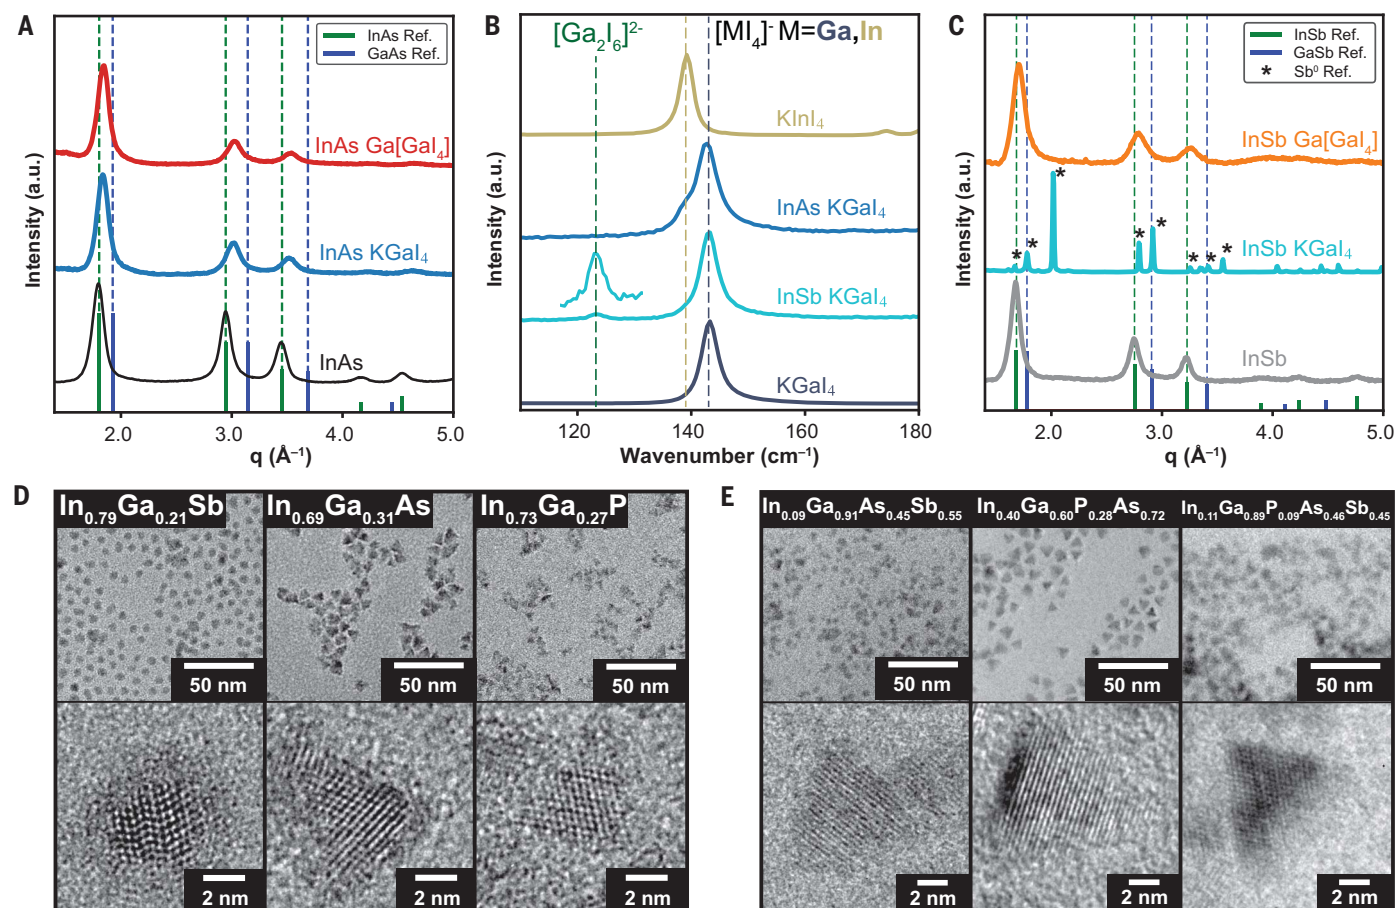 A
InAs Ref.
GaAs Ref.
InAs Ga[GaI₄]
InAs KGaI₄
InAs
Intensity (a.u.)
2.0 3.0 4.0 5.0
q (Å⁻¹)
B
[Ga₂I₆]²⁻
[MI₄]⁻ M=Ga,In
KInI₄
InAs KGaI₄
InSb KGaI₄
KGaI₄
Intensity (a.u.)
120 140 160 180
Wavenumber (cm⁻¹)
C
InSb Ref.
GaSb Ref.
* Sb⁰ Ref.
InSb Ga[GaI₄]
* * * * * * * *
InSb KGaI₄
InSb
Intensity (a.u.)
2.0 3.0 4.0 5.0
q (Å⁻¹)
D
In₀.₇₉Ga₀.₂₁Sb
In₀.₆₉Ga₀.₃₁As
In₀.₇₃Ga₀.₂₇P
50 nm
50 nm
50 nm
2 nm
2 nm
2 nm
E
In₀.₀₉Ga₀.₉₁As₀.₄₅Sb₀.₅₅
In₀.₄₀Ga₀.₆₀P₀.₂₈As₀.₇₂
In₀.₁₁Ga₀.₈₉P₀.₀₉As₀.₄₆Sb₀.₄₅
50 nm
50 nm
50 nm
2 nm
2 nm
2 nm